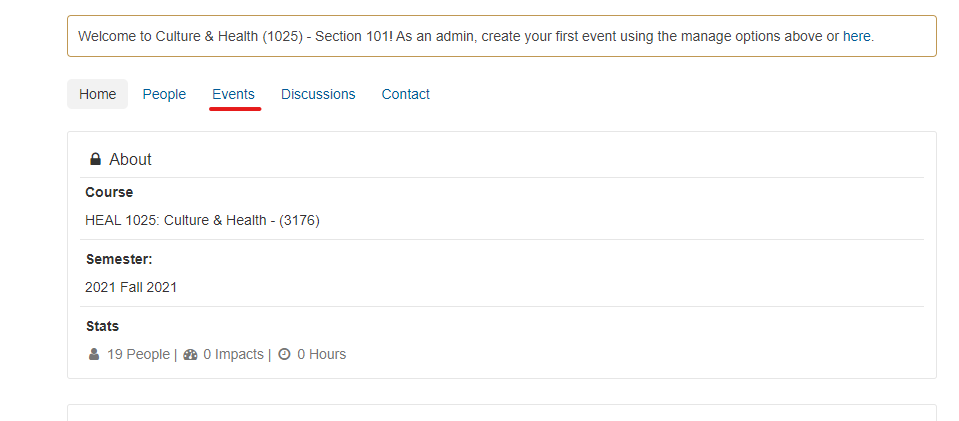 Welcome to Culture & Health (1025) - Section 101! As an admin, create your first event using the manage options above or here.
Home People Events Discussions Contact
About
Course
HEAL 1025: Culture & Health - (3176)
Semester:
2021 Fall 2021
Stats
19 People | 0 Impacts | 0 Hours